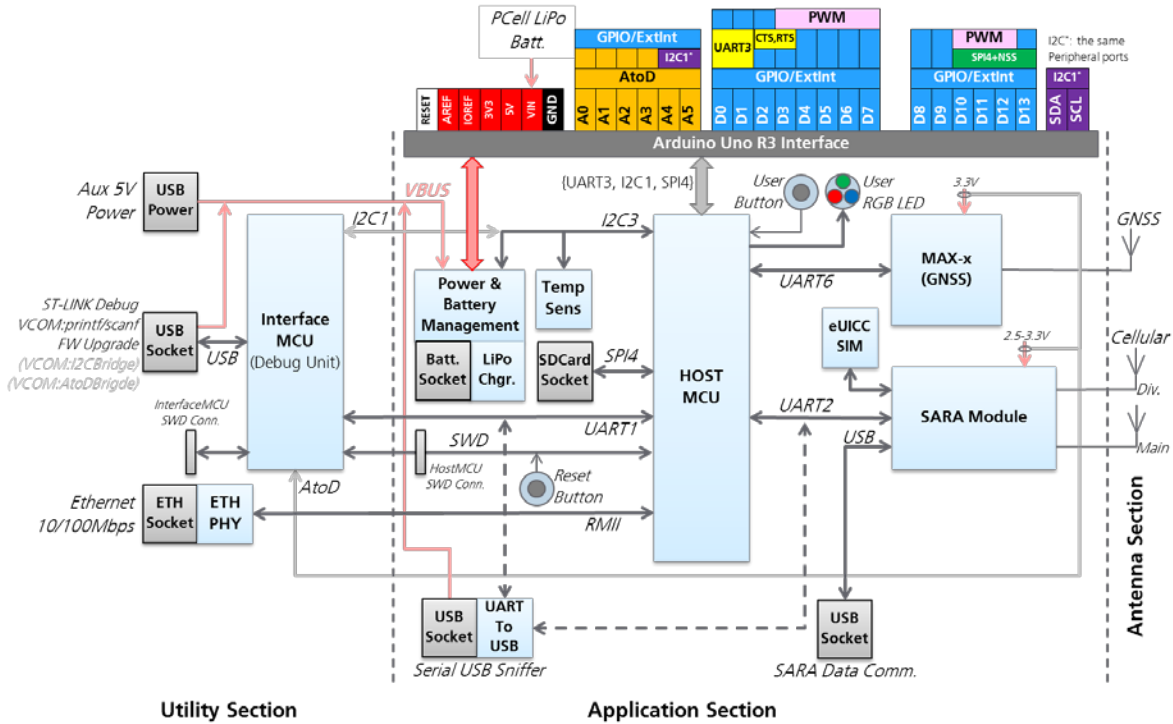 PCell LiPo
Batt.
RESET
AREF
IOREF
3V3
5V
VIN
GND
GPIO/ExtInt
I2C1*
AtoD
A0
A1
A2
A3
A4
A5
PWM
UART3
CTS,RTS
GPIO/ExtInt
D0
D1
D2
D3
D4
D5
D6
D7
PWM
SPI4+NSS
GPIO/ExtInt
D8
D9
D10
D11
D12
D13
I2C*: the same
Peripheral ports
I2C1*
SDA
SCL
Arduino Uno R3 Interface
Aux 5V
Power
USB
Power
VBUS
{UART3, I2C1, SPI4}
User
Button
User
RGB LED
3.3V
GNSS
I2C1
I2C3
MAX-x
(GNSS)
UART6
Power &
Battery
Management
Batt.
Socket
LiPo
Chgr.
Temp
Sens
SDCard
Socket
SPI4
ST-LINK Debug
VCOM:printf/scanf
FW Upgrade
(VCOM:I2CBridge)
(VCOM:AtoDBrigde)
USB
Socket
USB
Interface
MCU
(Debug Unit)
HOST
MCU
eUICC
SIM
2.5-3.3V
Cellular
Div.
Main
SARA Module
UART2
USB
UART1
InterfaceMCU
SWD Conn.
SWD
HostMCU
SWD Conn.
Reset
Button
AtoD
Ethernet
10/100Mbps
ETH
Socket
ETH
PHY
RMII
USB
Socket
UART
To
USB
Serial USB Sniffer
USB
Socket
SARA Data Comm.
Antenna Section
Utility Section
Application Section